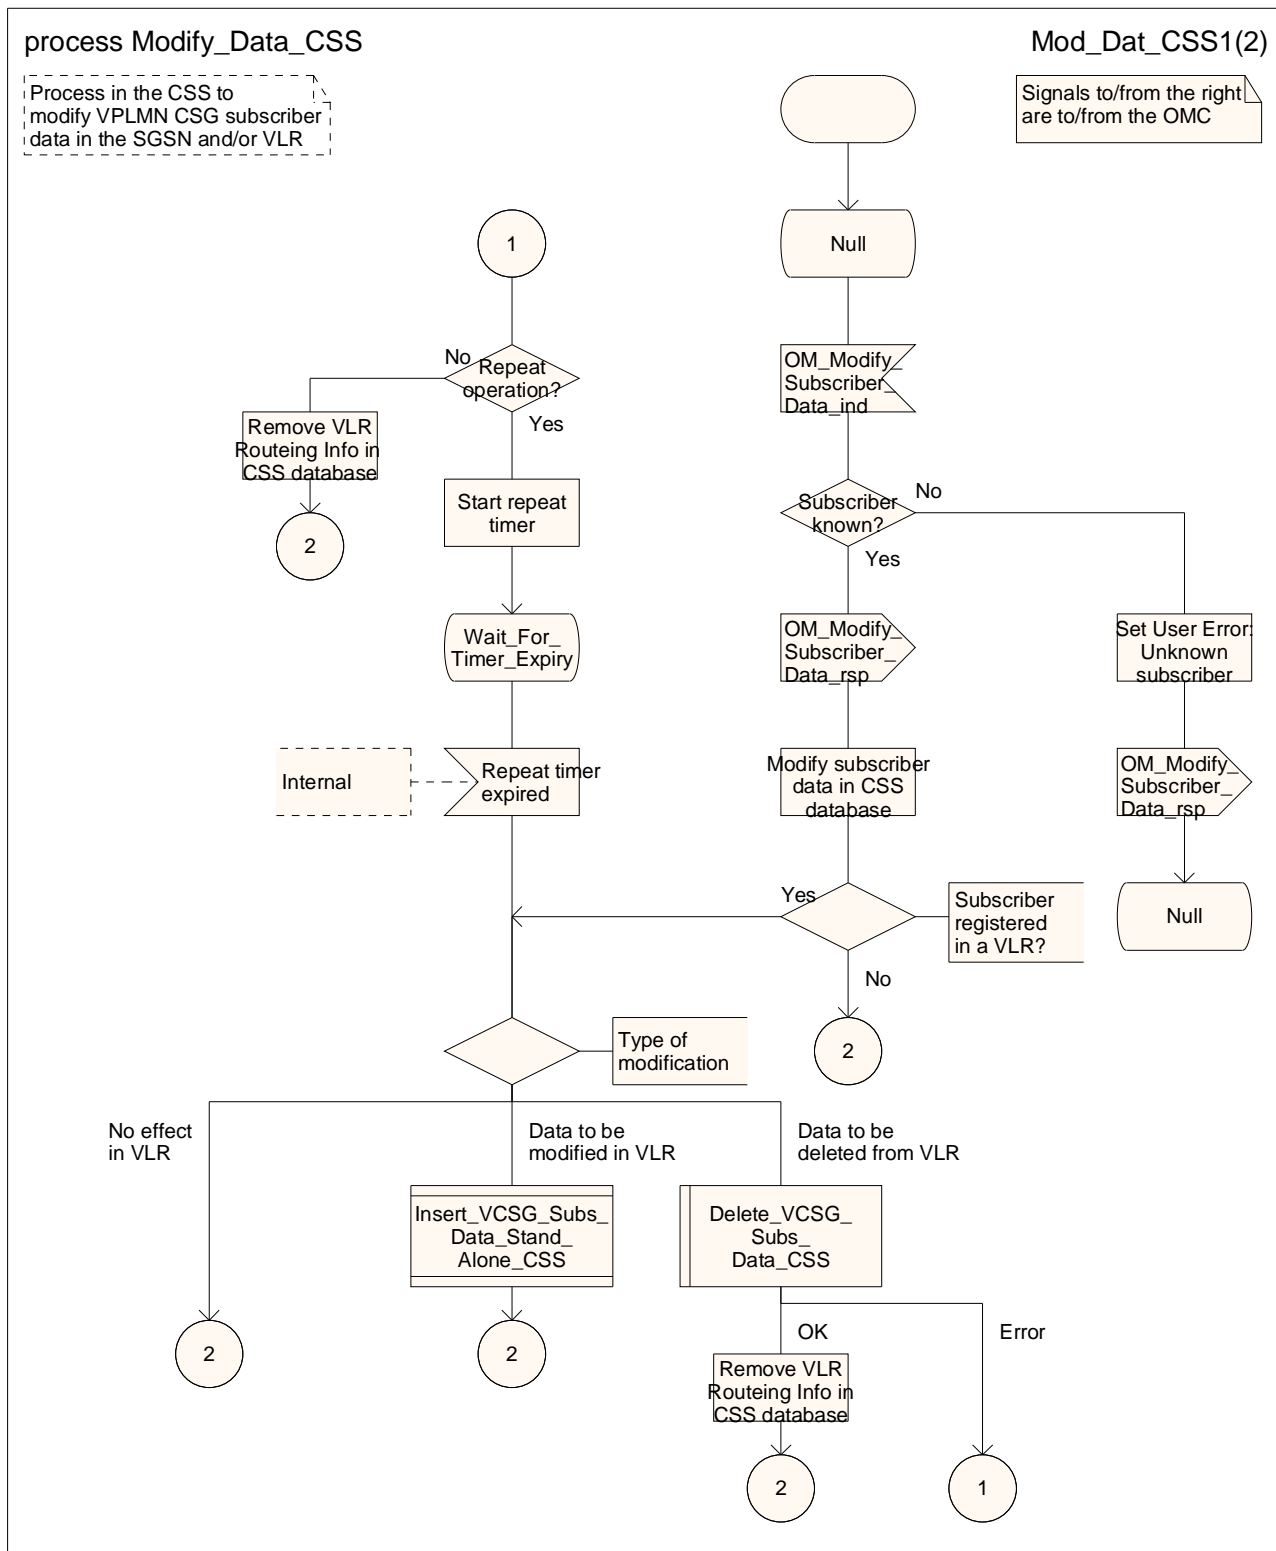 process Modify_Data_CSS
Mod_Dat_CSS1(2)
Process in the CSS to
modify VPLMN CSG subscriber
data in the SGSN and/or VLR
Signals to/from the right
are to/from the OMC
1
Null
No
Repeat
operation?
Yes
OM_Modify_
Subscriber_
Data_ind
Remove VLR
Routeing Info in
CSS database
Start repeat
timer
Subscriber
known?
No
Yes
2
Wait_For_
Timer_Expiry
OM_Modify_
Subscriber_
Data_rsp
Set User Error:
Unknown
subscriber
Internal
Repeat timer
expired
Modify subscriber
data in CSS
database
OM_Modify_
Subscriber_
Data_rsp
Yes
Subscriber
registered
in a VLR?
Null
No
Type of
modification
2
No effect
in VLR
Data to be
modified in VLR
Data to be
deleted from VLR
Insert_VCSG_Subs_
Data_Stand_
Alone_CSS
Delete_VCSG_
Subs_
Data_CSS
2
2
OK
Error
Remove VLR
Routeing Info in
CSS database
2
1